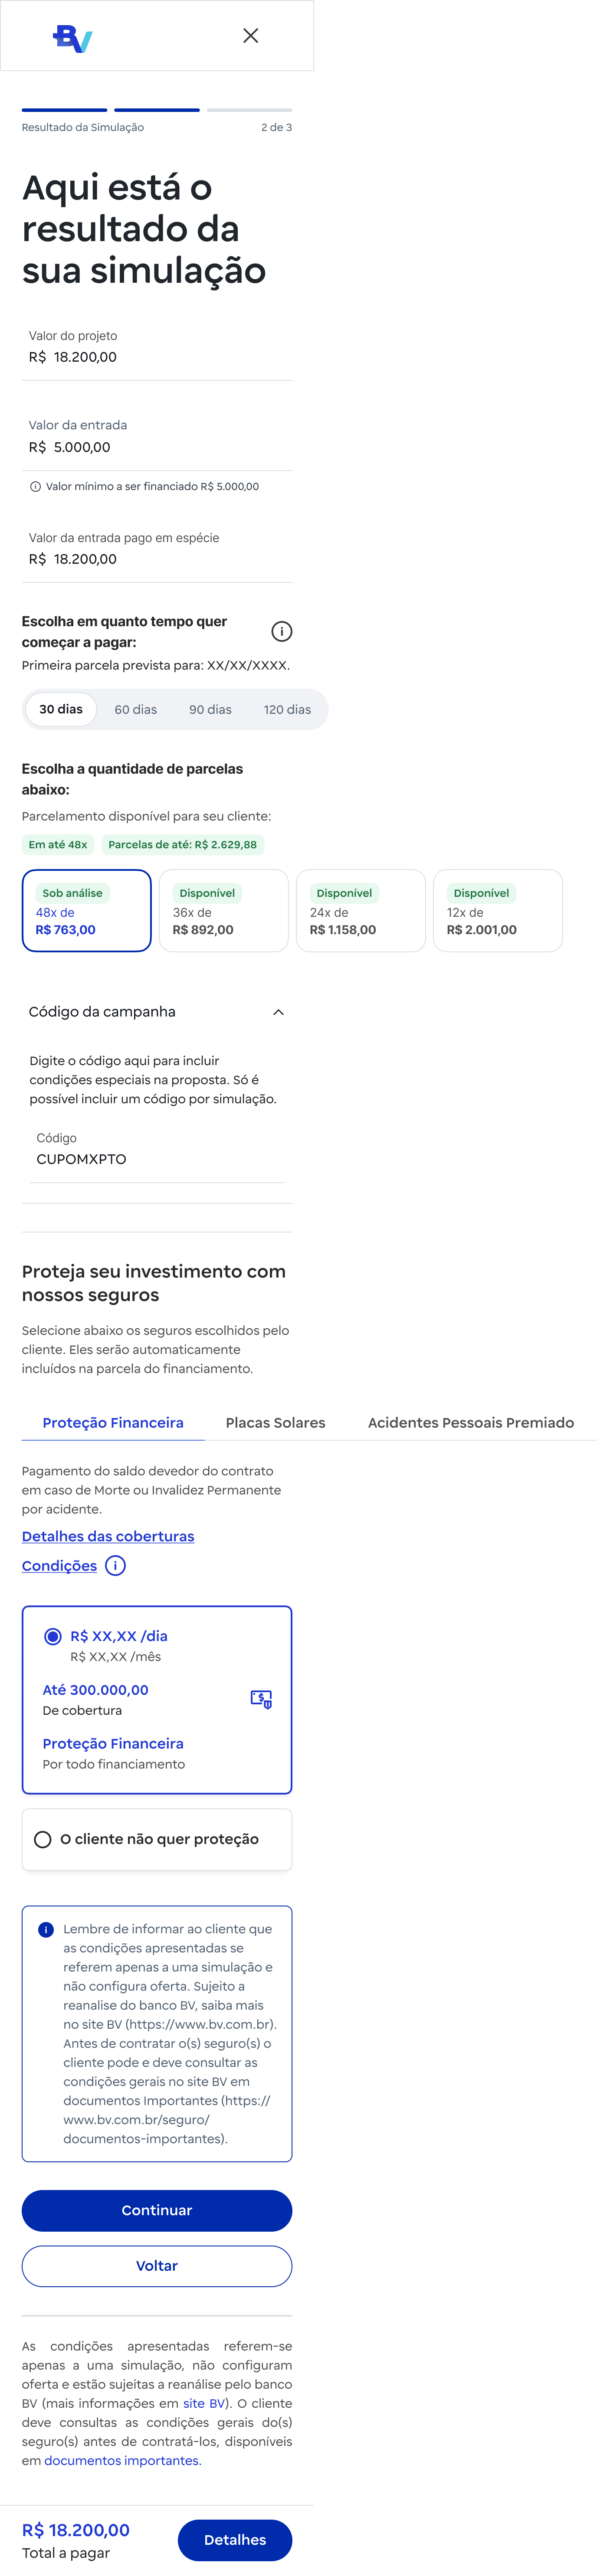 BV
Resultado da Simulação 2 de 3
Aqui está o
resultado da
sua simulação
Valor do projeto
R$ 18.200,00
Valor da entrada
R$ 5.000,00
Valor mínimo a ser financiado R$ 5.000,00
Valor da entrada pago em espécie
R$ 18.200,00
Escolha em quanto tempo quer
começar a pagar:
Primeira parcela prevista para: XX/XX/XXXX.
30 dias 60 dias 90 dias 120 dias
Escolha a quantidade de parcelas
abaixo:
Parcelamento disponível para seu cliente:
Em até 48x Parcelas de até: R$ 2.629,88
Sob análise Disponível Disponível Disponível
48x de 36x de 24x de 12x de
R$ 763,00 R$ 892,00 R$ 1.158,00 R$ 2.001,00
Código da campanha
Digite o código aqui para incluir
condições especiais na proposta. Só é
possível incluir um código por simulação.
Código
CUPOMXPTO
Proteja seu investimento com
nossos seguros
Selecione abaixo os seguros escolhidos pelo
cliente. Eles serão automaticamente
incluídos na parcela do financiamento.
Proteção Financeira Placas Solares Acidentes Pessoais Premiado
Pagamento do saldo devedor do contrato
em caso de Morte ou Invalidez Permanente
por acidente.
Detalhes das coberturas
Condições
R$ XX,XX /dia
R$ XX,XX /mês
Até 300.000,00
De cobertura
Proteção Financeira
Por todo financiamento
O cliente não quer proteção
Lembre de informar ao cliente que
as condições apresentadas se
referem apenas a uma simulação e
não configura oferta. Sujeito a
reanalise do banco BV, saiba mais
no site BV (https://www.bv.com.br).
Antes de contratar o(s) seguro(s) o
cliente pode e deve consultar as
condições gerais no site BV em
documentos Importantes (https://
www.bv.com.br/seguro/
documentos-importantes).
Continuar
Voltar
As condições apresentadas referem-se
apenas a uma simulação, não configuram
oferta e estão sujeitas a reanálise pelo banco
BV (mais informações em site BV). O cliente
deve consultas as condições gerais do(s)
seguro(s) antes de contratá-los, disponíveis
em documentos importantes.
R$ 18.200,00
Total a pagar
Detalhes